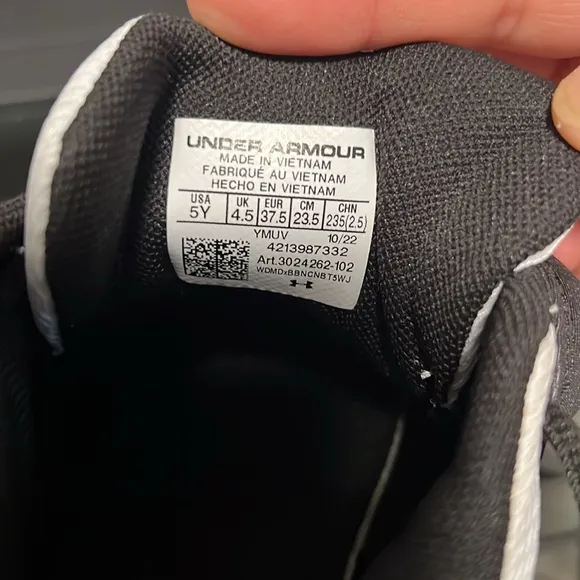 UNDER ARMOUR
MADE IN VIETNAM
FABRIQUÉ AU VIETNAM
HECHO EN VIETNAM
USA UK EUR CM CHN
5Y 4.5 37.5 23.5 235(2.5)
YMUV 10/22
4213987332
Art.3024262-102
WDMDxBBNCNBT5WJ